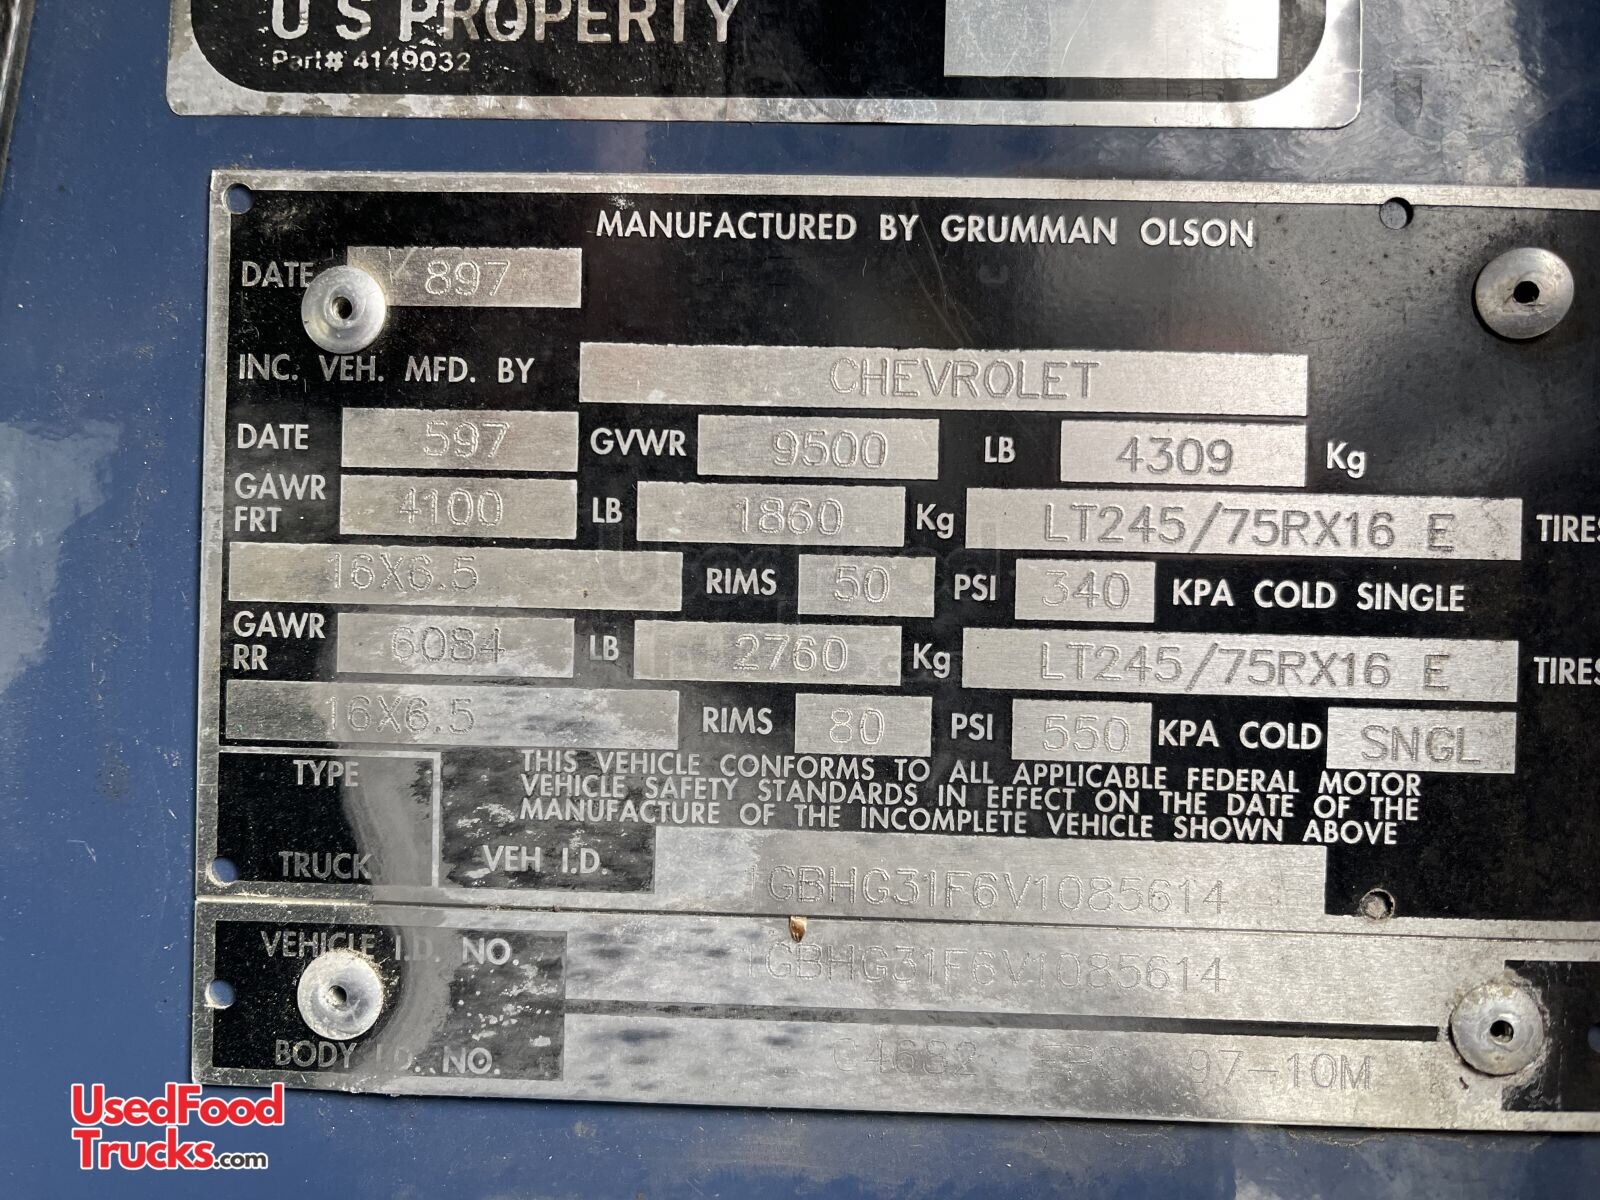 U S PROPERTY
Part# 4149032
MANUFACTURED BY GRUMMAN OLSON
DATE 897
INC. VEH. MFD. BY CHEVROLET
DATE 597 GVWR 9500 LB 4309 Kg
GAWR FRT 4100 LB 1860 Kg LT245/75RX16 E TIRES
16X6.5 RIMS 50 PSI 340 KPA COLD SINGLE
GAWR RR 6084 LB 2760 Kg LT245/75RX16 E TIRES
16X6.5 RIMS 80 PSI 550 KPA COLD SNGL
TYPE
TRUCK
THIS VEHICLE CONFORMS TO ALL APPLICABLE FEDERAL MOTOR
VEHICLE SAFETY STANDARDS IN EFFECT ON THE DATE OF THE
MANUFACTURE OF THE INCOMPLETE VEHICLE SHOWN ABOVE
VEH I.D. 1GBHG31F6V1085614
VEHICLE I.D. NO. 1GBHG31F6V1085614
BODY I.D. NO. C4682 97-10M
UsedFood
Trucks.com